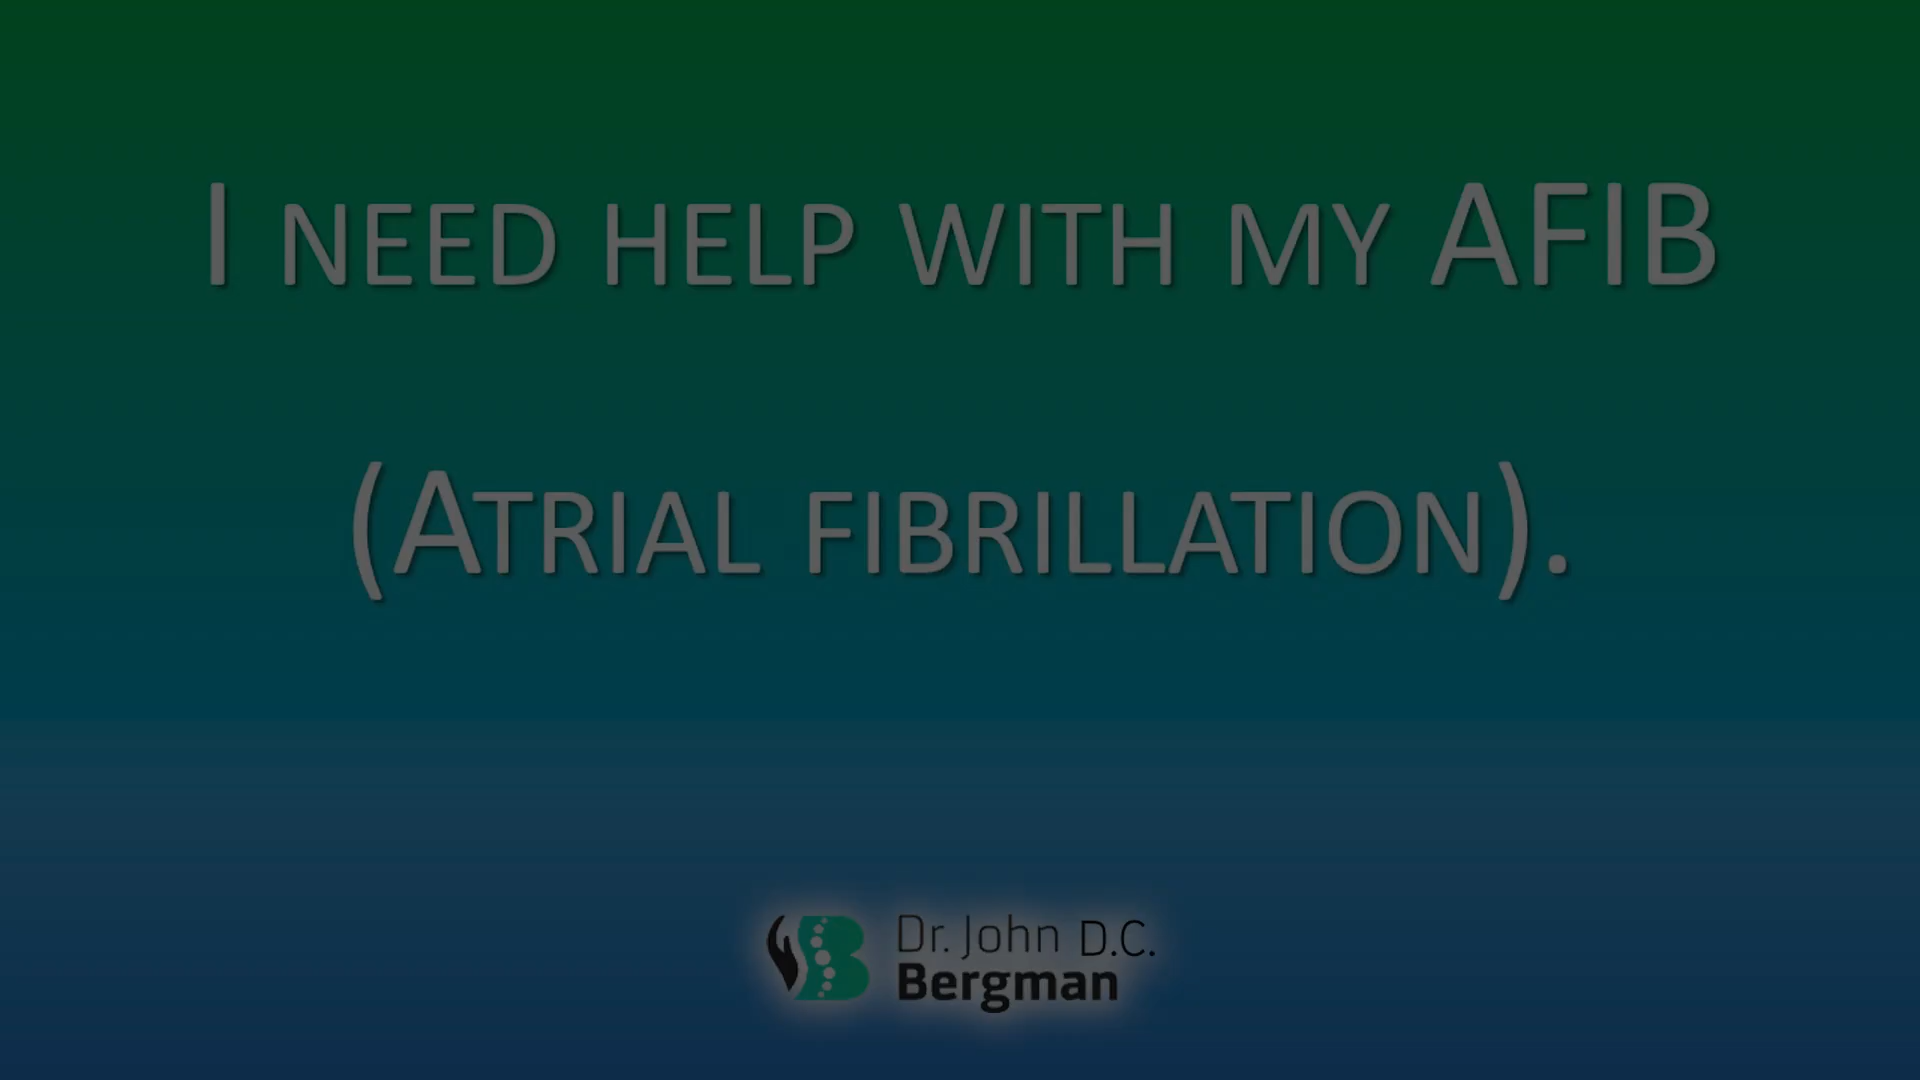 I NEED HELP WITH MY AFIB
(ATRIAL FIBRILLATION).
Dr. John D.C.
Bergman